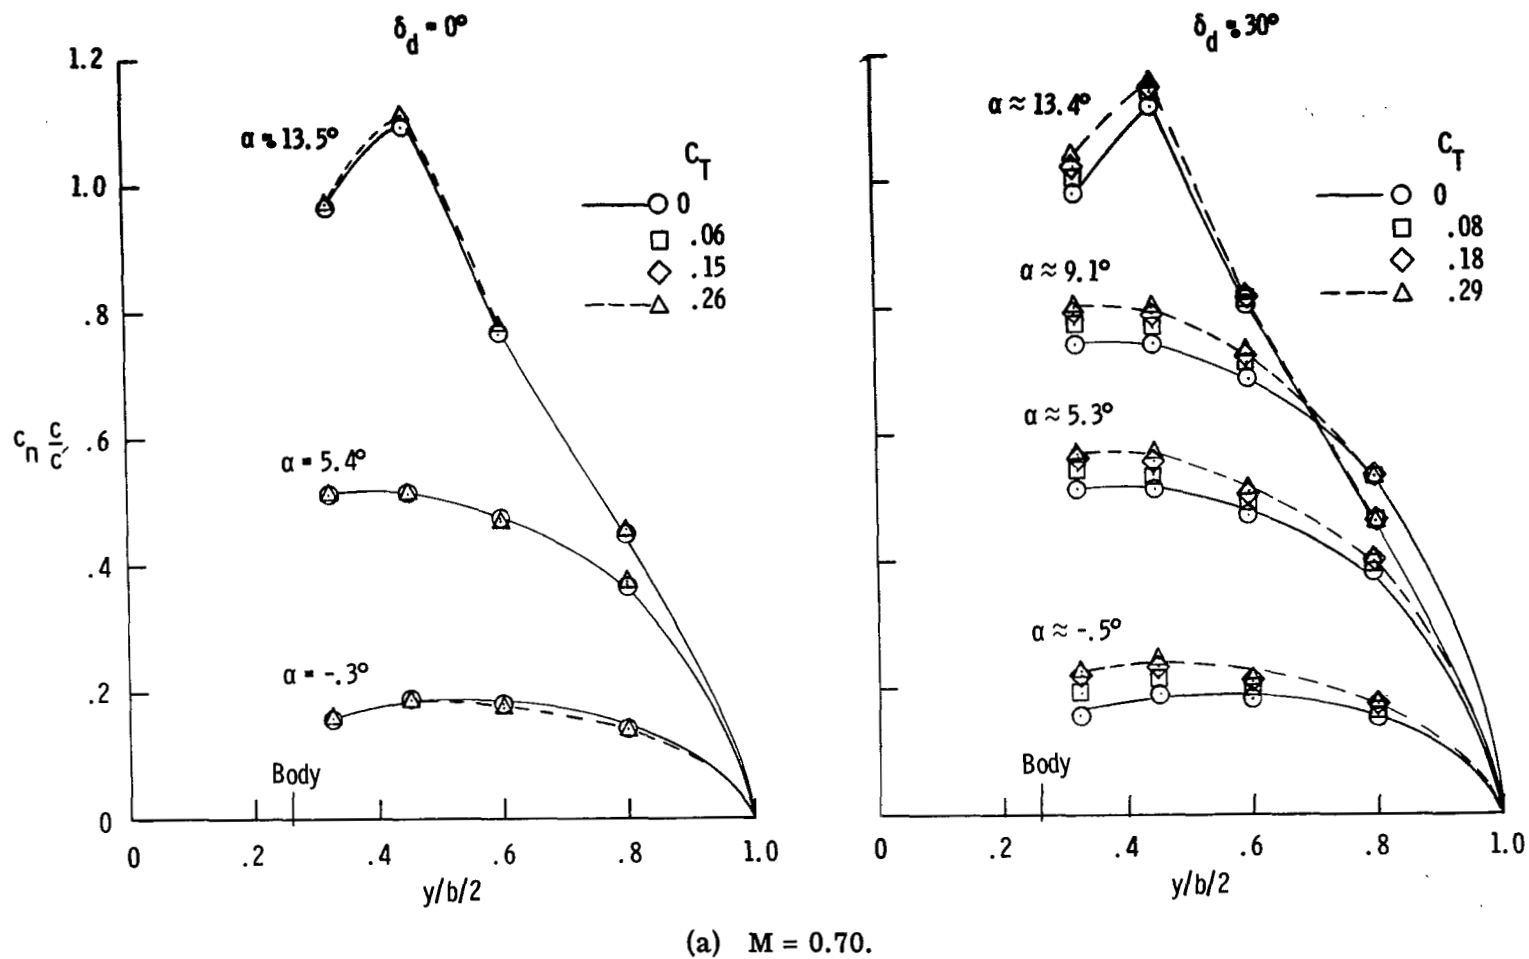 δd = 0°
1.2
1.0
.8
.6
.4
.2
0
cn c/c′
α ≈ 13.5°
α = 5.4°
α = -.3°
CT
0
.06
.15
.26
Body
0 .2 .4 .6 .8 1.0
y/b/2
δd ≈ 30°
α ≈ 13.4°
α ≈ 9.1°
α ≈ 5.3°
α ≈ -.5°
CT
0
.08
.18
.29
Body
0 .2 .4 .6 .8 1.0
y/b/2
(a) M = 0.70.